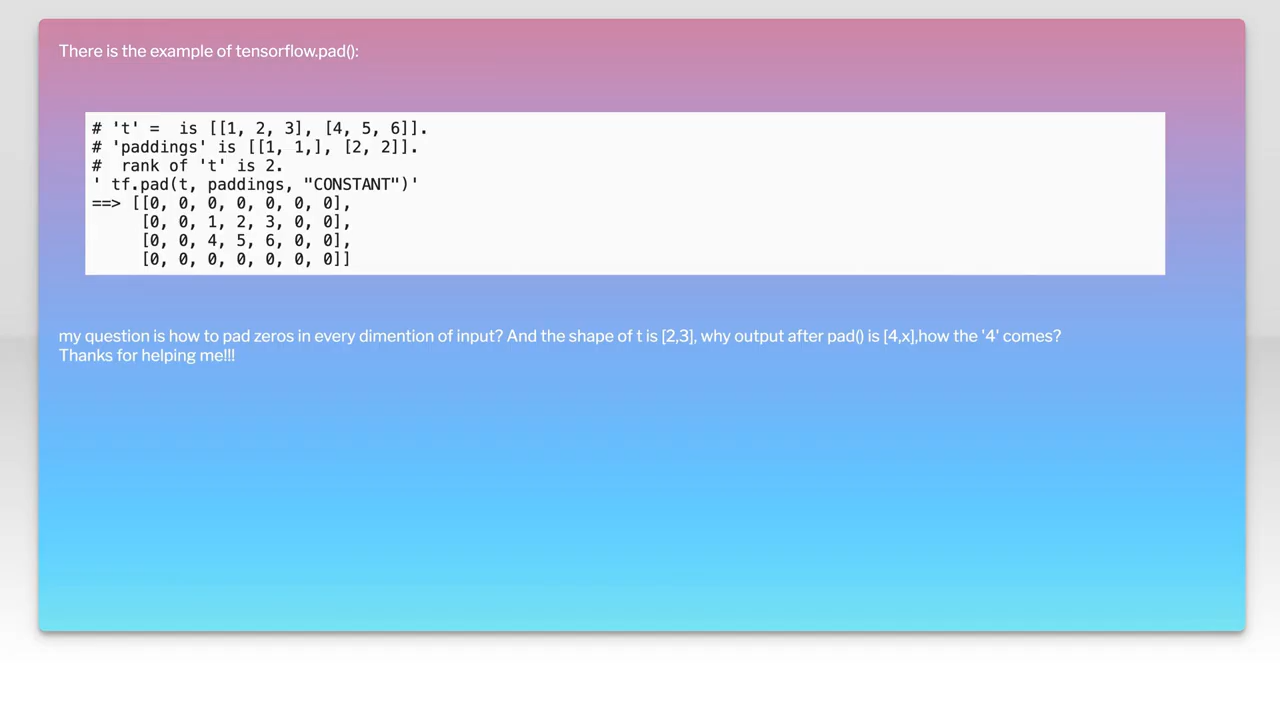 There is the example of tensorflow.pad():
# 't' =  is [[1, 2, 3], [4, 5, 6]].
# 'paddings' is [[1, 1,], [2, 2]].
#  rank of 't' is 2.
' tf.pad(t, paddings, "CONSTANT")'
==> [[0, 0, 0, 0, 0, 0, 0],
     [0, 0, 1, 2, 3, 0, 0],
     [0, 0, 4, 5, 6, 0, 0],
     [0, 0, 0, 0, 0, 0, 0]]
my question is how to pad zeros in every dimention of input? And the shape of t is [2,3], why output after pad() is [4,x],how the '4' comes?
Thanks for helping me!!!